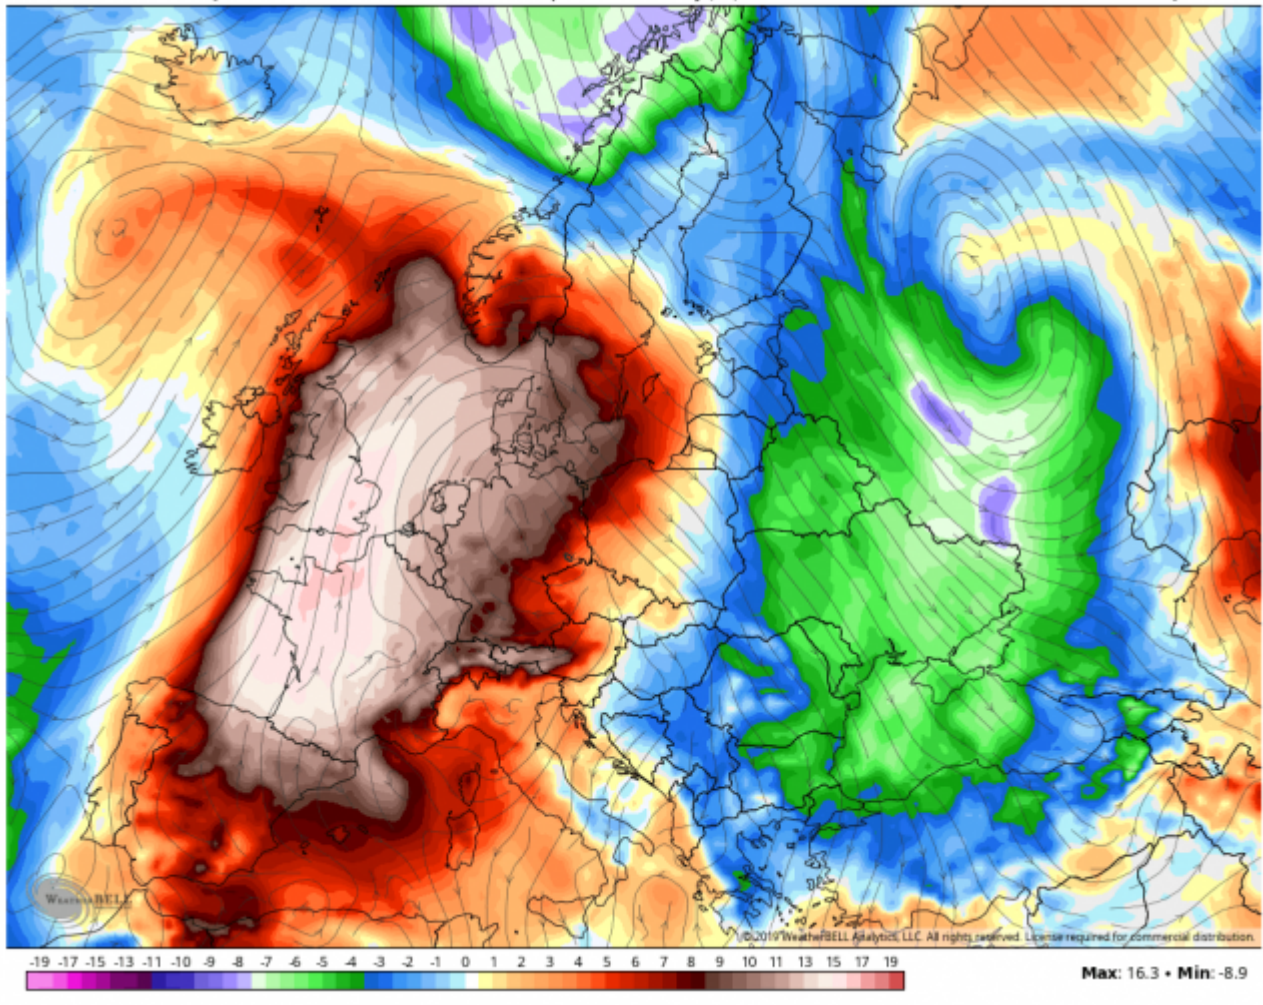 WEATHERBELL
©2019 WeatherBELL Analytics, LLC. All rights reserved. License required for commercial distribution.
-19 -17 -15 -13 -11 -10 -9 -8 -7 -6 -5 -4 -3 -2 -1 0 1 2 3 4 5 6 7 8 9 10 11 13 15 17 19
Max: 16.3 • Min: -8.9